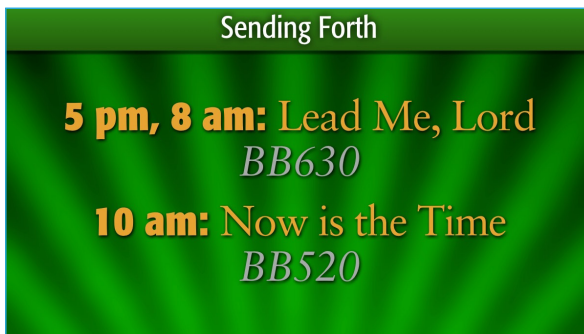 Sending Forth
5 pm, 8 am: Lead Me, Lord
BB630
10 am: Now is the Time
BB520